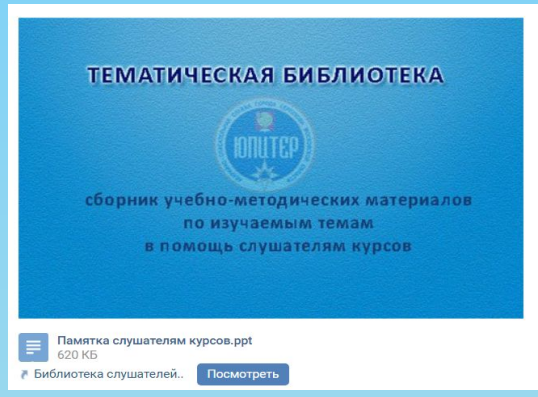 ТЕМАТИЧЕСКАЯ БИБЛИОТЕКА
ЮПИТЕР
сборник учебно-методических материалов
по изучаемым темам
в помощь слушателям курсов
Памятка слушателям курсов.ppt
620 КБ
Библиотека слушателей..
Посмотреть